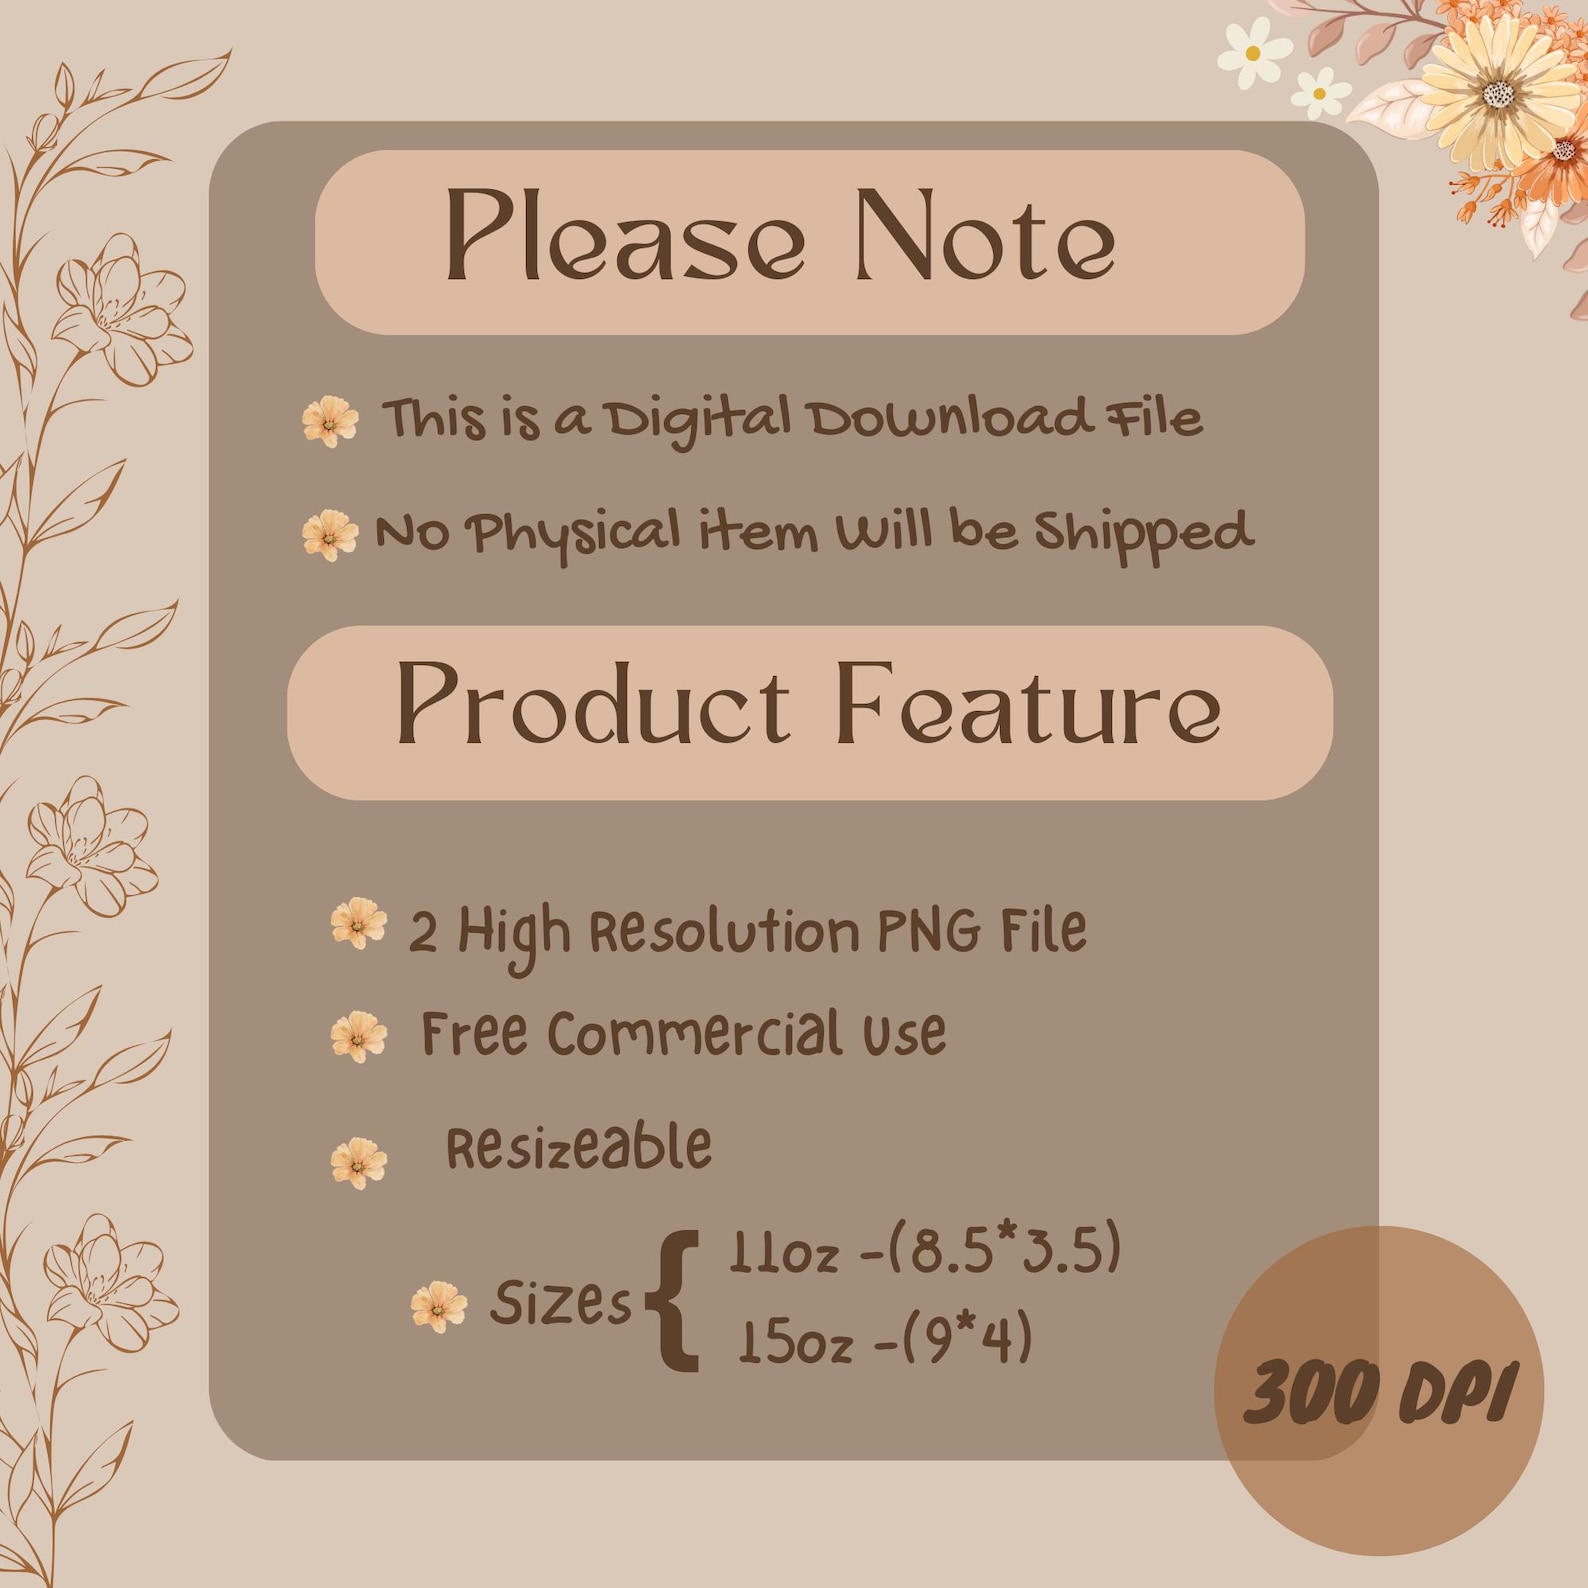 Please Note
This is a Digital Download File
No Physical item Will be Shipped
Product Feature
2 High Resolution PNG File
Free Commercial Use
Resizeable
Sizes { 11oz -(8.5*3.5)
15oz -(9*4)
300 DPI